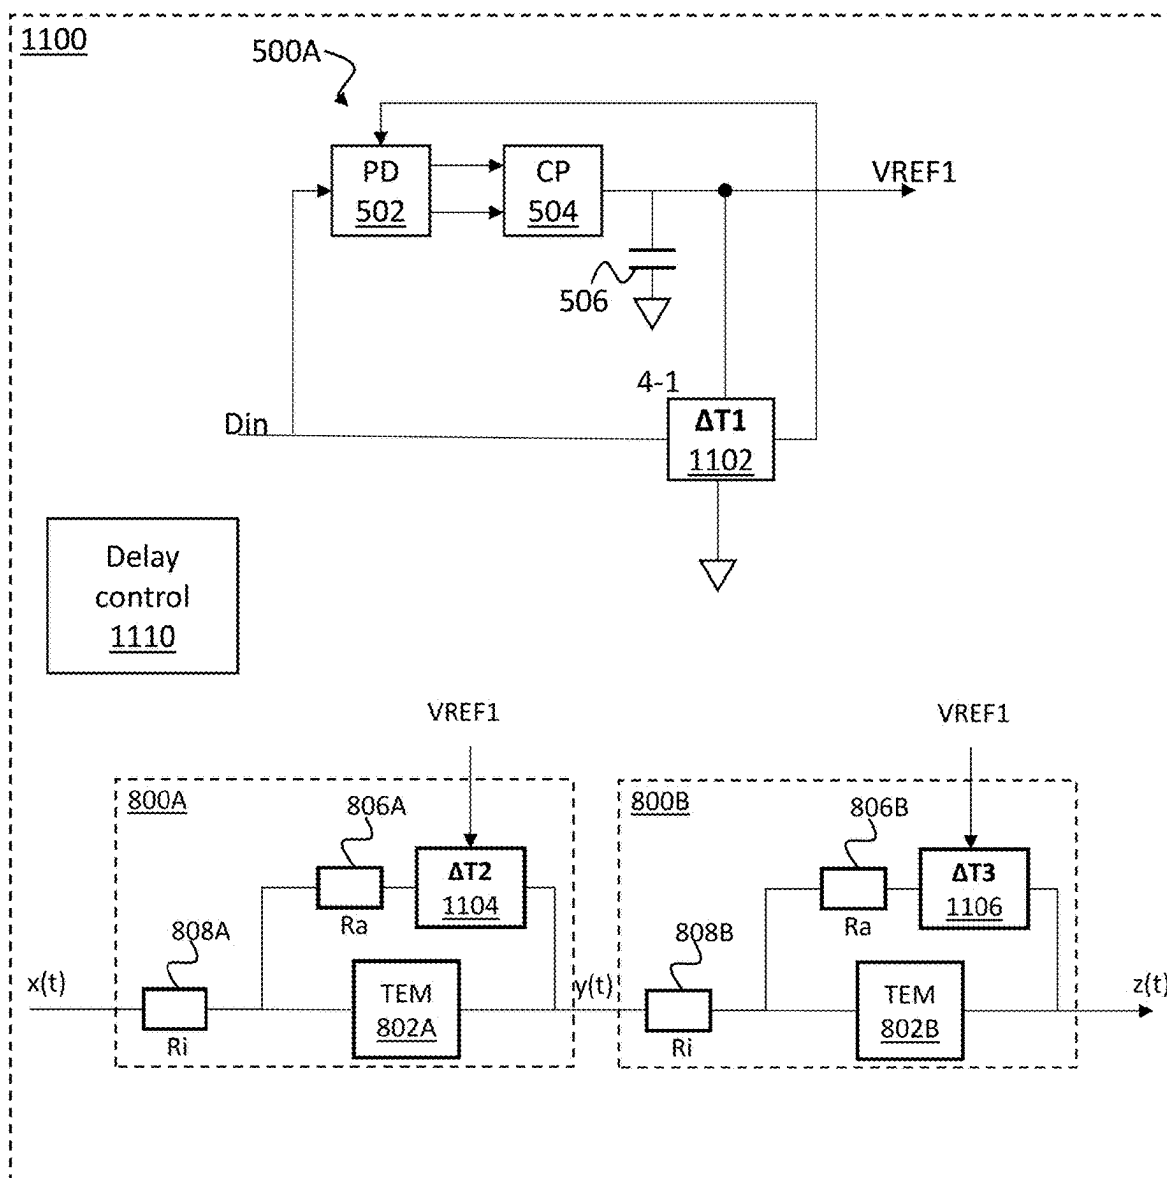 1100
500A
PD
502
CP
504
VREF1
506
4-1
Din
ΔT1
1102
Delay
control
1110
VREF1
VREF1
800A
806A
ΔT2
1104
Ra
808A
x(t)
Ri
TEM
802A
y(t)
800B
806B
ΔT3
1106
Ra
808B
Ri
TEM
802B
z(t)